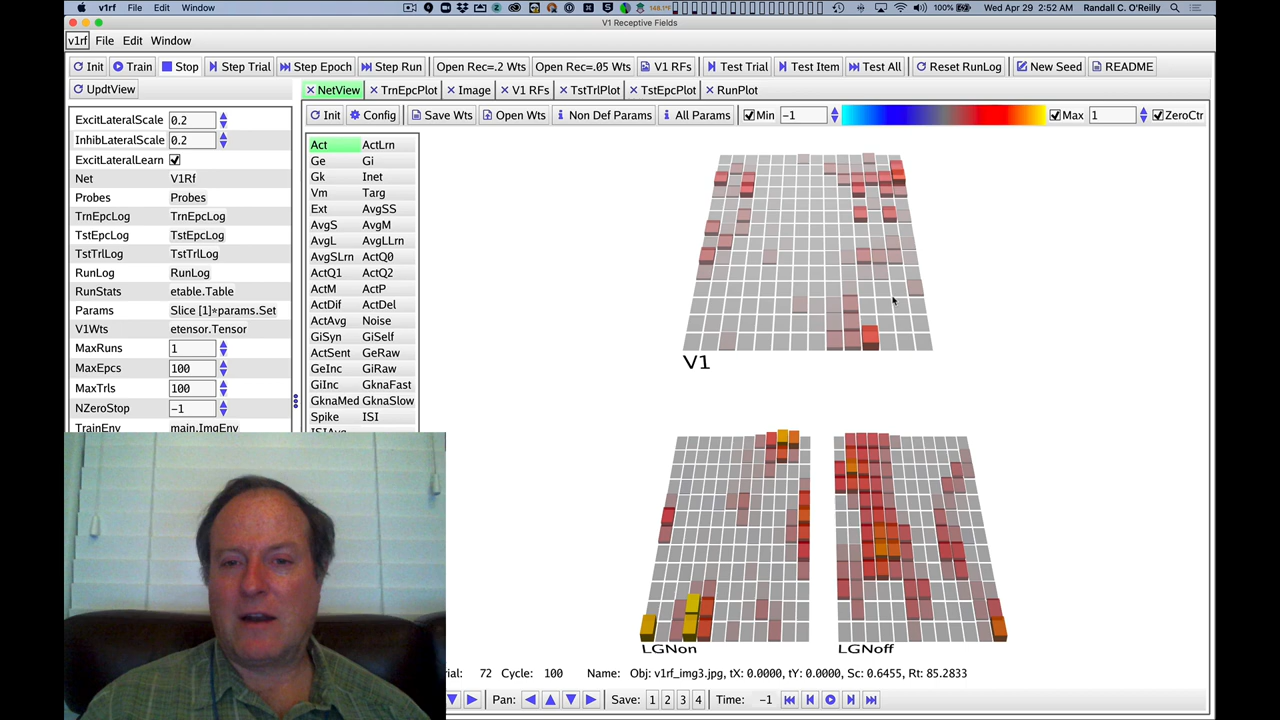 v1rf File Edit Window 148.1°F 100% Wed Apr 29 2:52 AM Randall C. O'Reilly
V1 Receptive Fields
v1rf File Edit Window
Init Train Stop Step Trial Step Epoch Step Run Open Rec=.2 Wts Open Rec=.05 Wts V1 RFs Test Trial Test Item Test All Reset RunLog New Seed README
UpdtView
NetView TrnEpcPlot Image V1 RFs TstTrlPlot TstEpcPlot RunPlot
Init Config Save Wts Open Wts Non Def Params All Params Min -1 Max 1 ZeroCtr
ExcitLateralScale 0.2
InhibLateralScale 0.2
ExcitLateralLearn
Net V1Rf
Probes Probes
TrnEpcLog TrnEpcLog
TstEpcLog TstEpcLog
TstTrlLog TstTrlLog
RunLog RunLog
RunStats etable.Table
Params Slice [1]*params.Set
V1Wts etensor.Tensor
MaxRuns 1
MaxEpcs 100
MaxTrls 100
NZeroStop -1
TrainEnv main.ImgEnv
Act ActLrn
Ge Gi
Gk Inet
Vm Targ
Ext AvgSS
AvgS AvgM
AvgL AvgLLrn
AvgSLrn ActQ0
ActQ1 ActQ2
ActM ActP
ActDif ActDel
ActAvg Noise
GiSyn GiSelf
ActSent GeRaw
GeInc GiRaw
GiInc GknaFast
GknaMed GknaSlow
Spike ISI
ISIAvg
V1
LGNon LGNoff
rial: 72 Cycle: 100 Name: Obj: v1rf_img3.jpg, tX: 0.0000, tY: 0.0000, Sc: 0.6455, Rt: 85.2833
Pan: Save: 1 2 3 4 Time: -1